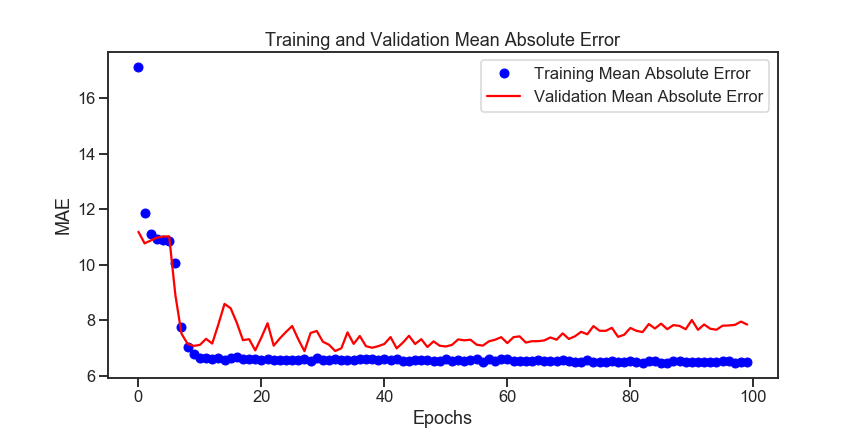 Training and Validation Mean Absolute Error
Training Mean Absolute Error
Validation Mean Absolute Error
MAE
16
14
12
10
8
6
0 20 40 60 80 100
Epochs